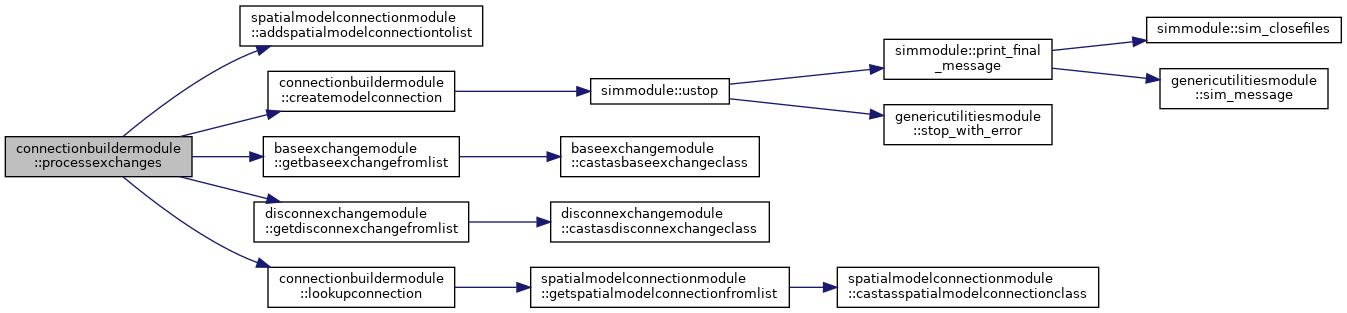 connectionbuildermodule
::processexchanges
spatialmodelconnectionmodule
::addspatialmodelconnectiontolist
connectionbuildermodule
::createmodelconnection
simmodule::ustop
simmodule::print_final
_message
simmodule::sim_closefiles
genericutilitiesmodule
::sim_message
genericutilitiesmodule
::stop_with_error
baseexchangemodule
::getbaseexchangefromlist
baseexchangemodule
::castasbaseexchangeclass
disconnexchangemodule
::getdisconnexchangefromlist
disconnexchangemodule
::castasdisconnexchangeclass
connectionbuildermodule
::lookupconnection
spatialmodelconnectionmodule
::getspatialmodelconnectionfromlist
spatialmodelconnectionmodule
::castasspatialmodelconnectionclass